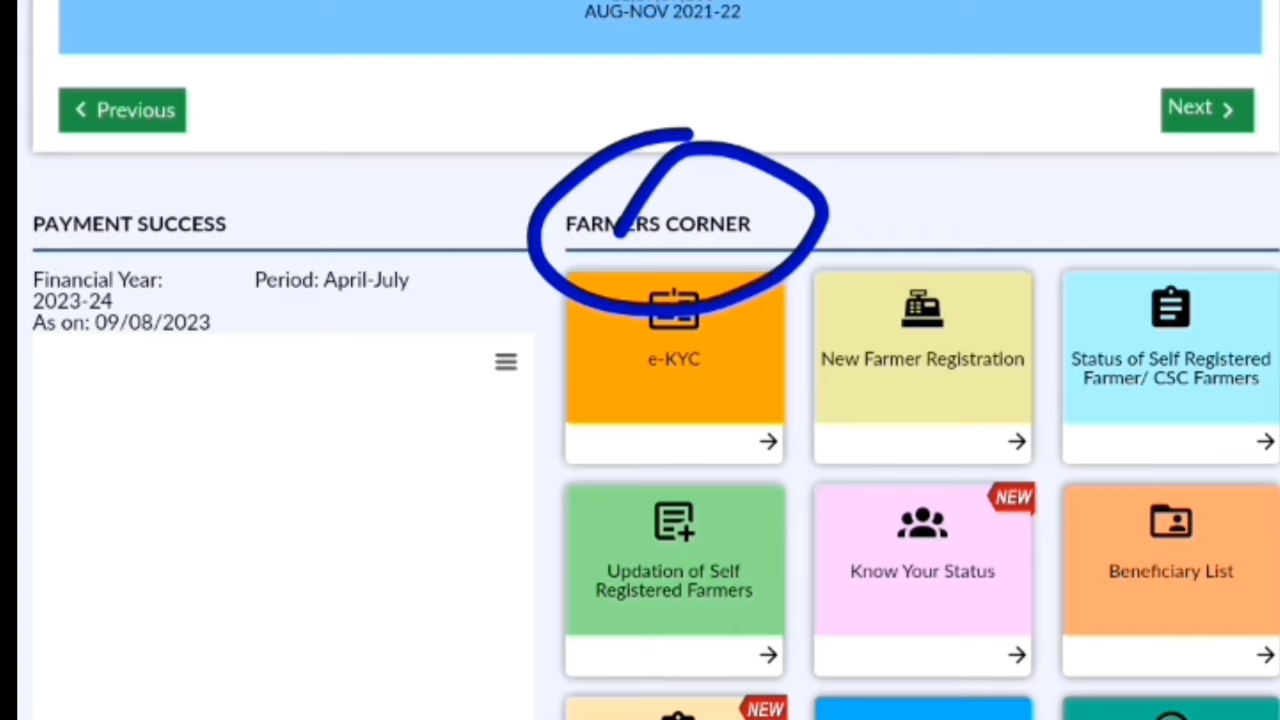 AUG-NOV 2021-22
Previous
Next
PAYMENT SUCCESS
FARMERS CORNER
Financial Year:
2023-24
Period: April-July
As on: 09/08/2023
e-KYC
New Farmer Registration
Status of Self Registered
Farmer/ CSC Farmers
NEW
Updation of Self
Registered Farmers
Know Your Status
Beneficiary List
NEW